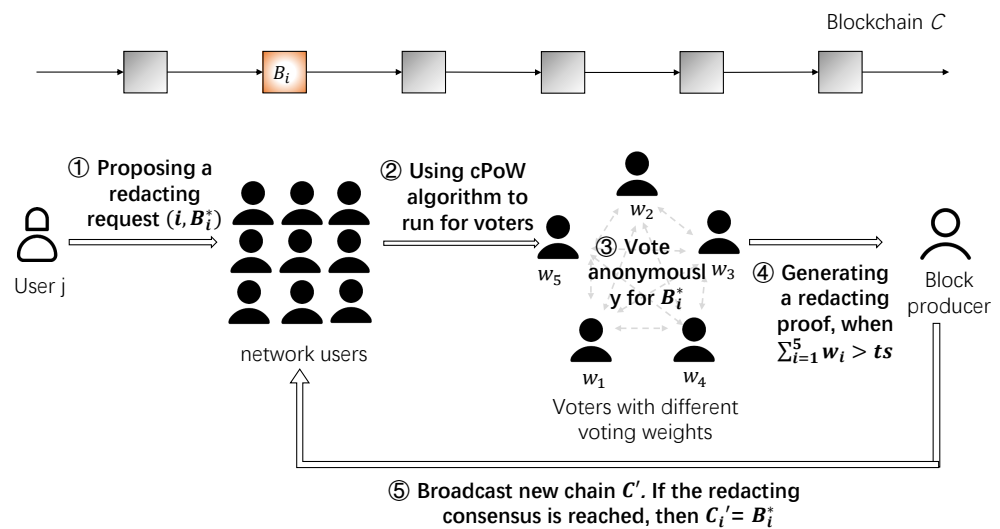 Blockchain C
B_i
① Proposing a
redacting
request (i, B_i^*)
② Using cPoW
algorithm to
run for voters
User j
network users
w_2
w_5
③ Vote
anonymousl
y for B_i^*
w_3
w_1
w_4
Voters with different
voting weights
④ Generating
a redacting
proof, when
∑_{i=1}^{5} w_i > ts
Block
producer
⑤ Broadcast new chain C′. If the redacting
consensus is reached, then C_i′ = B_i^*